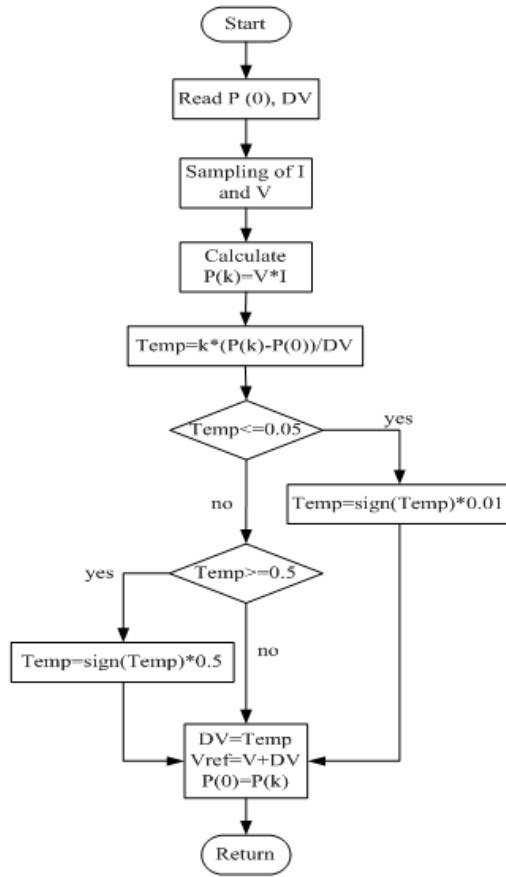 Start
Read P (0), DV
Sampling of I
and V
Calculate
P(k)=V*I
Temp=k*(P(k)-P(0))/DV
Temp<=0.05
yes
no
Temp=sign(Temp)*0.01
Temp>=0.5
yes
no
Temp=sign(Temp)*0.5
DV=Temp
Vref=V+DV
P(0)=P(k)
Return